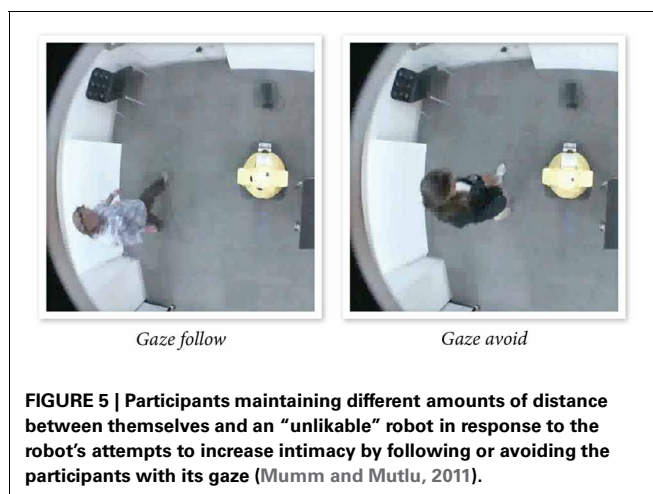 Gaze follow
Gaze avoid
FIGURE 5 | Participants maintaining different amounts of distance
between themselves and an “unlikable” robot in response to the
robot’s attempts to increase intimacy by following or avoiding the
participants with its gaze (Mumm and Mutlu, 2011).